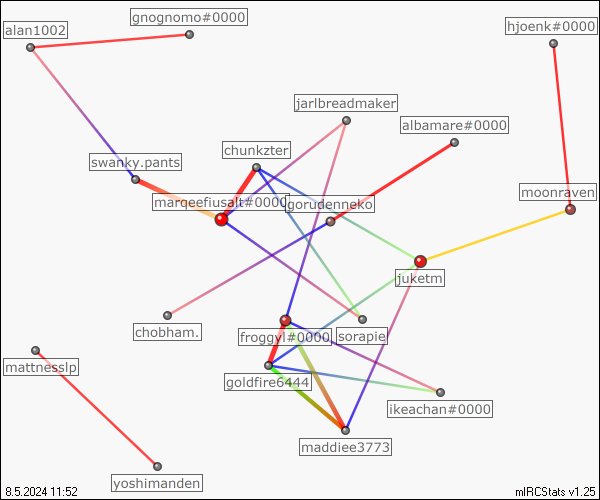 gnognomo#0000
alan1002
hjoenk#0000
jarlbreadmaker
albamare#0000
chunkzter
swanky.pants
moonraven
marqeefiusalt#0000
gorudenneko
juketm
chobham.
froggyl#0000
sorapie
mattnesslp
goldfire6444
ikeachan#0000
maddiee3773
yoshimanden
8.5.2024 11:52
mIRCStats v1.25